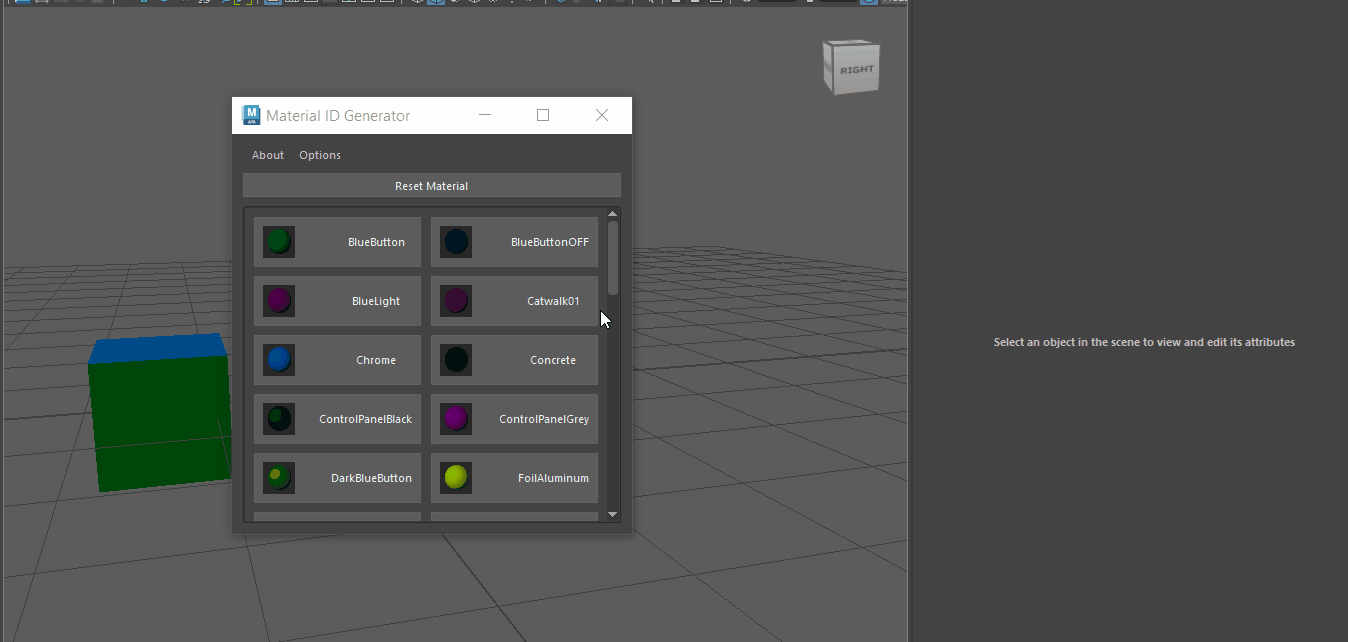 RIGHT
M
Material ID Generator
About Options
Reset Material
BlueButton BlueButtonOFF
BlueLight Catwalk01
Chrome Concrete
ControlPanelBlack ControlPanelGrey
DarkBlueButton FoilAluminum
Select an object in the scene to view and edit its attributes